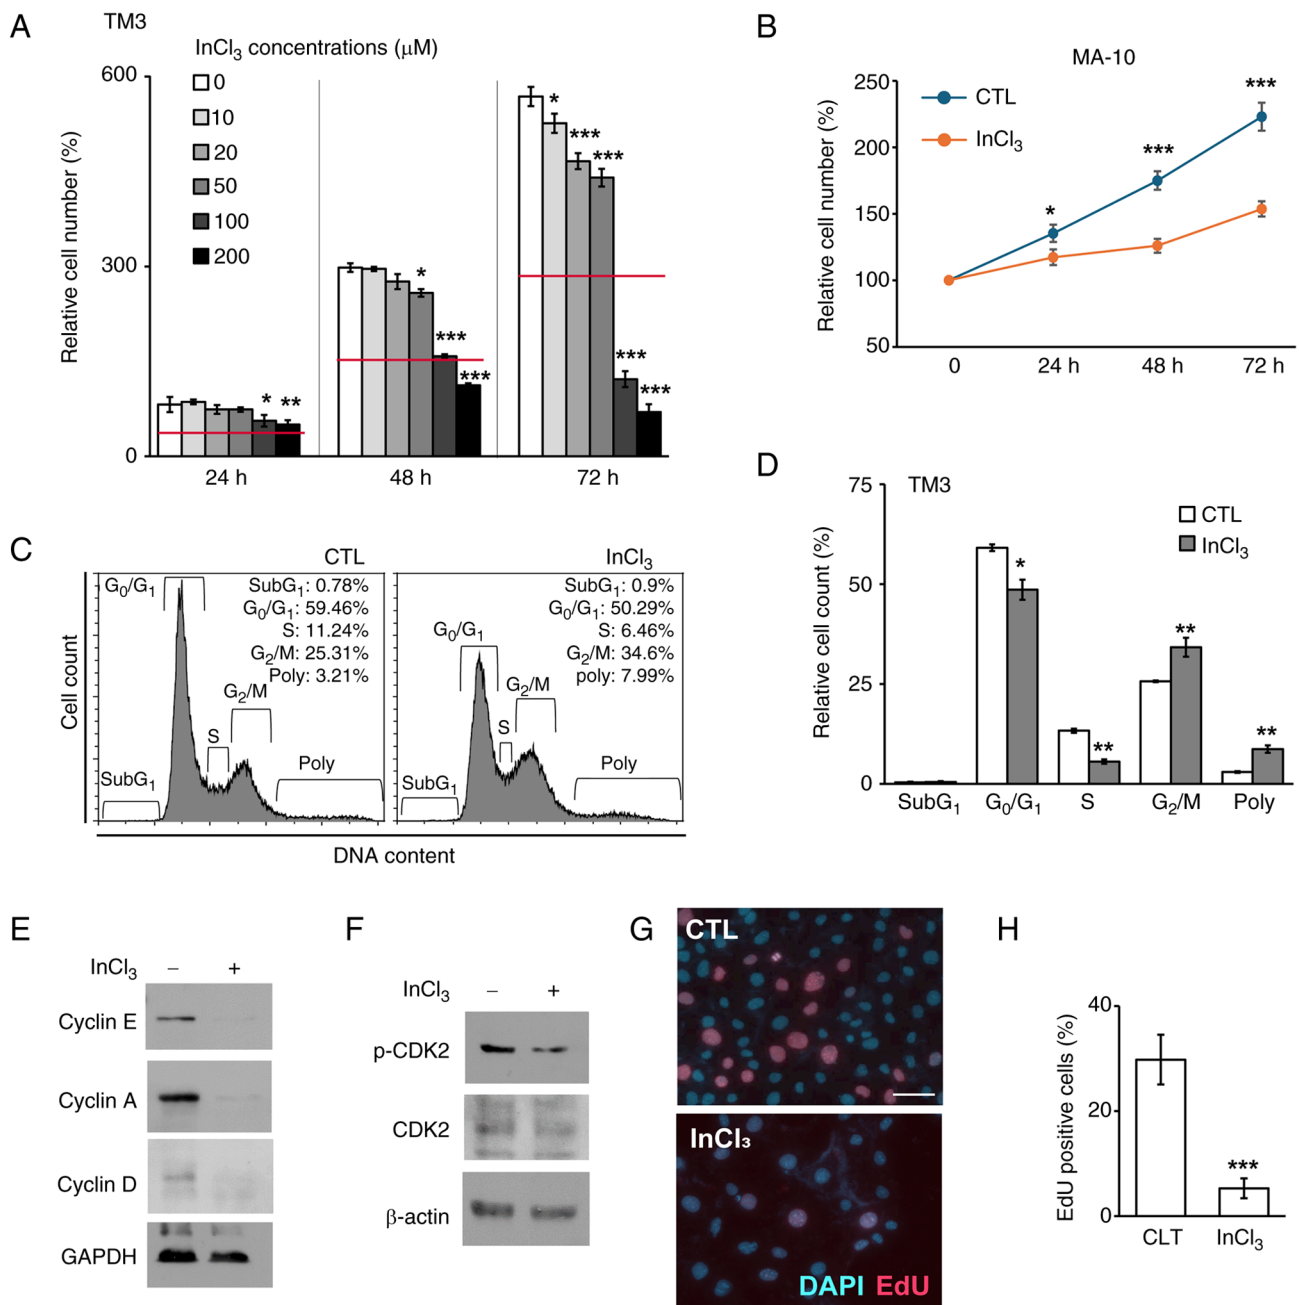 A
TM3
InCl3 concentrations (μM)
0
10
20
50
100
200
Relative cell number (%)
600
300
0
* **
* *** ***
* *** *** *** ***
24 h 48 h 72 h
B
MA-10
CTL
InCl3
Relative cell number (%)
250
200
150
100
50
* *** ***
0 24 h 48 h 72 h
C
CTL
G0/G1
SubG1: 0.78%
G0/G1: 59.46%
S: 11.24%
G2/M: 25.31%
Poly: 3.21%
G2/M
S
SubG1
Poly
InCl3
SubG1: 0.9%
G0/G1: 50.29%
S: 6.46%
G2/M: 34.6%
poly: 7.99%
G0/G1
G2/M
S
SubG1
Poly
Cell count
DNA content
D
TM3
CTL
InCl3
Relative cell count (%)
75
50
25
0
* ** ** **
SubG1 G0/G1 S G2/M Poly
E
InCl3 – +
Cyclin E
Cyclin A
Cyclin D
GAPDH
F
InCl3 – +
p-CDK2
CDK2
β-actin
G
CTL
InCl3
DAPI EdU
H
EdU positive cells (%)
40
20
0
***
CLT InCl3